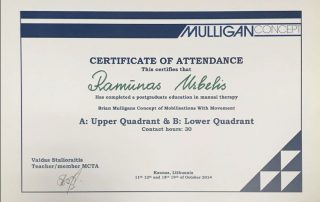 MULLIGAN CONCEPT
CERTIFICATE OF ATTENDANCE
This certifies that
Ramūnas Urbelis
Has completed a postgraduate education in manual therapy
Brian Mulligans Concept of Mobilisations With Movement
A: Upper Quadrant & B: Lower Quadrant
Contact hours: 30
Valdas Stalioraitis
Teacher/member MCTA
Kaunas, Lithuania
11th 12th and 18th 19th of October 2014